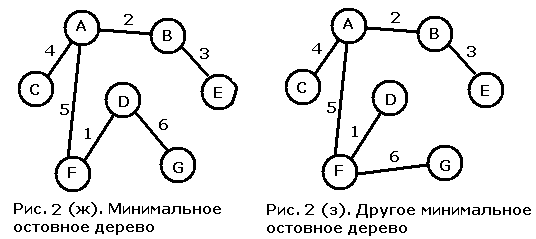 A
2
B
4
3
C
D
E
5
1
6
F
G
Рис. 2 (ж). Минимальное
остовное дерево
A
2
B
4
3
C
D
E
5
1
6
F
G
Рис. 2 (з). Другое минимальное
остовное дерево